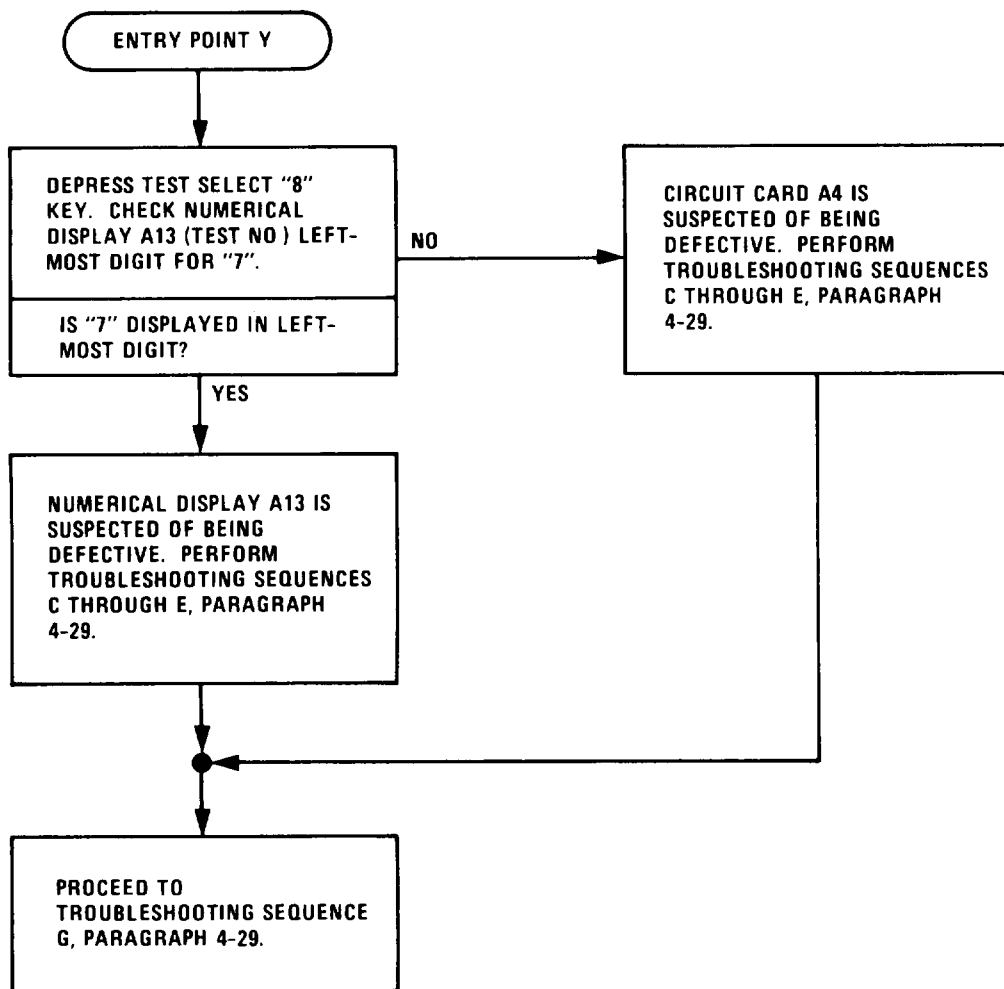 ENTRY POINT Y
DEPRESS TEST SELECT "8"
KEY. CHECK NUMERICAL
DISPLAY A13 (TEST NO) LEFT-
MOST DIGIT FOR "7".
IS "7" DISPLAYED IN LEFT-
MOST DIGIT?
NO
CIRCUIT CARD A4 IS
SUSPECTED OF BEING
DEFECTIVE. PERFORM
TROUBLESHOOTING SEQUENCES
C THROUGH E, PARAGRAPH
4-29.
YES
NUMERICAL DISPLAY A13 IS
SUSPECTED OF BEING
DEFECTIVE. PERFORM
TROUBLESHOOTING SEQUENCES
C THROUGH E, PARAGRAPH
4-29.
PROCEED TO
TROUBLESHOOTING SEQUENCE
G, PARAGRAPH 4-29.